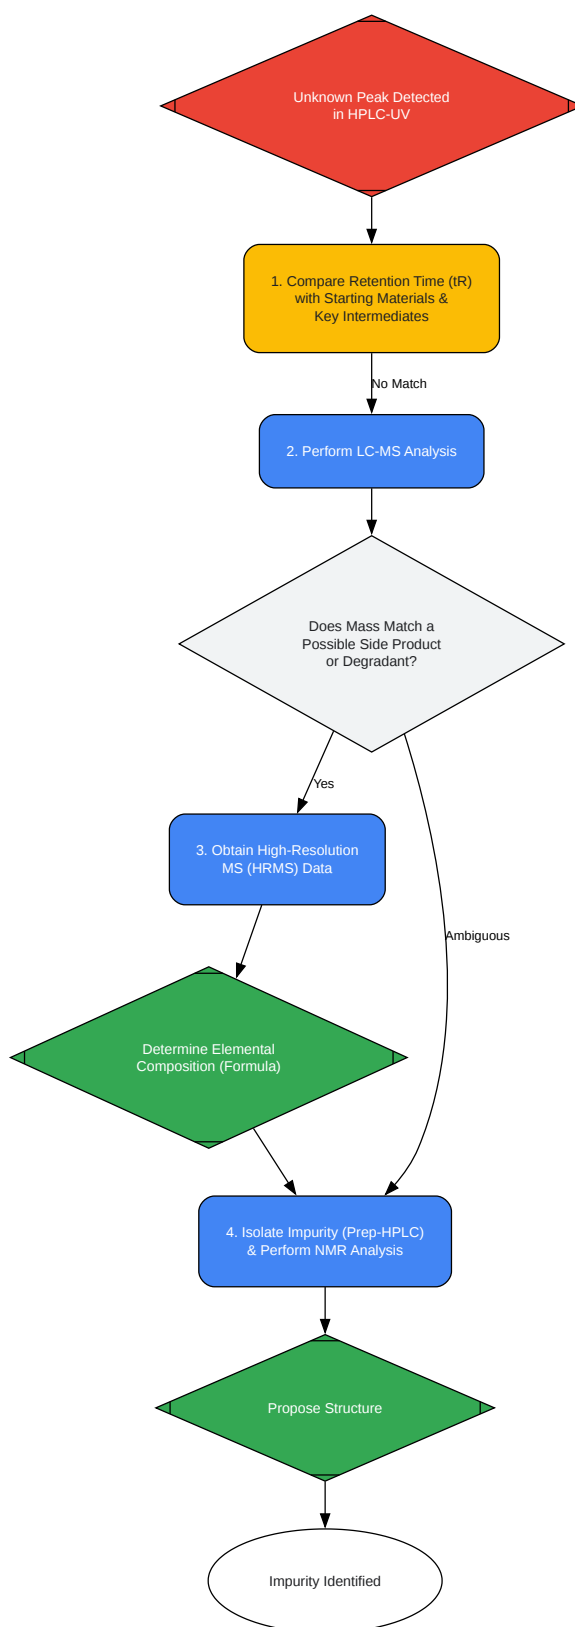 Unknown Peak Detected
in HPLC-UV
1. Compare Retention Time (tR)
with Starting Materials &
Key Intermediates
No Match
2. Perform LC-MS Analysis
Does Mass Match a
Possible Side Product
or Degradant?
Yes
3. Obtain High-Resolution
MS (HRMS) Data
Ambiguous
Determine Elemental
Composition (Formula)
4. Isolate Impurity (Prep-HPLC)
& Perform NMR Analysis
Propose Structure
Impurity Identified